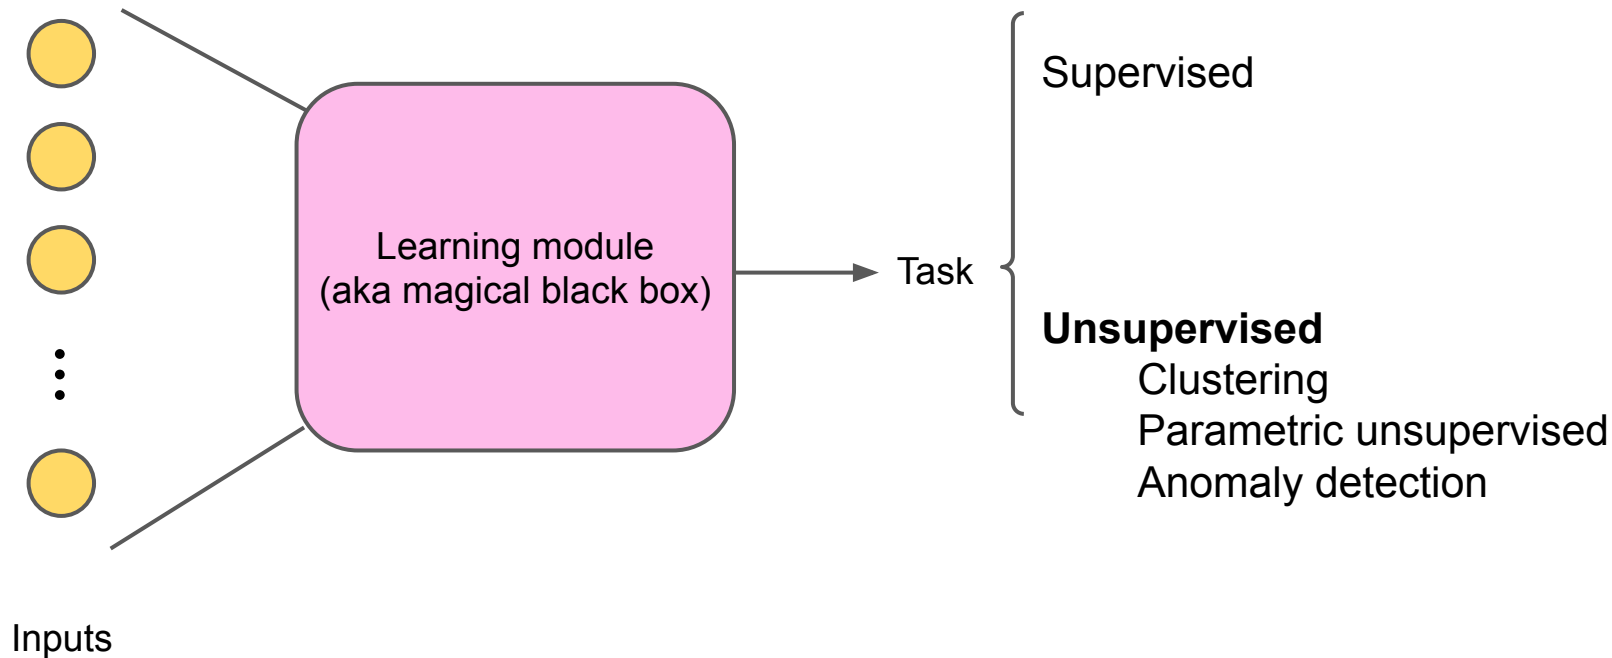 Supervised
Learning module
(aka magical black box)
Task
Unsupervised
Clustering
Parametric unsupervised
Anomaly detection
Inputs